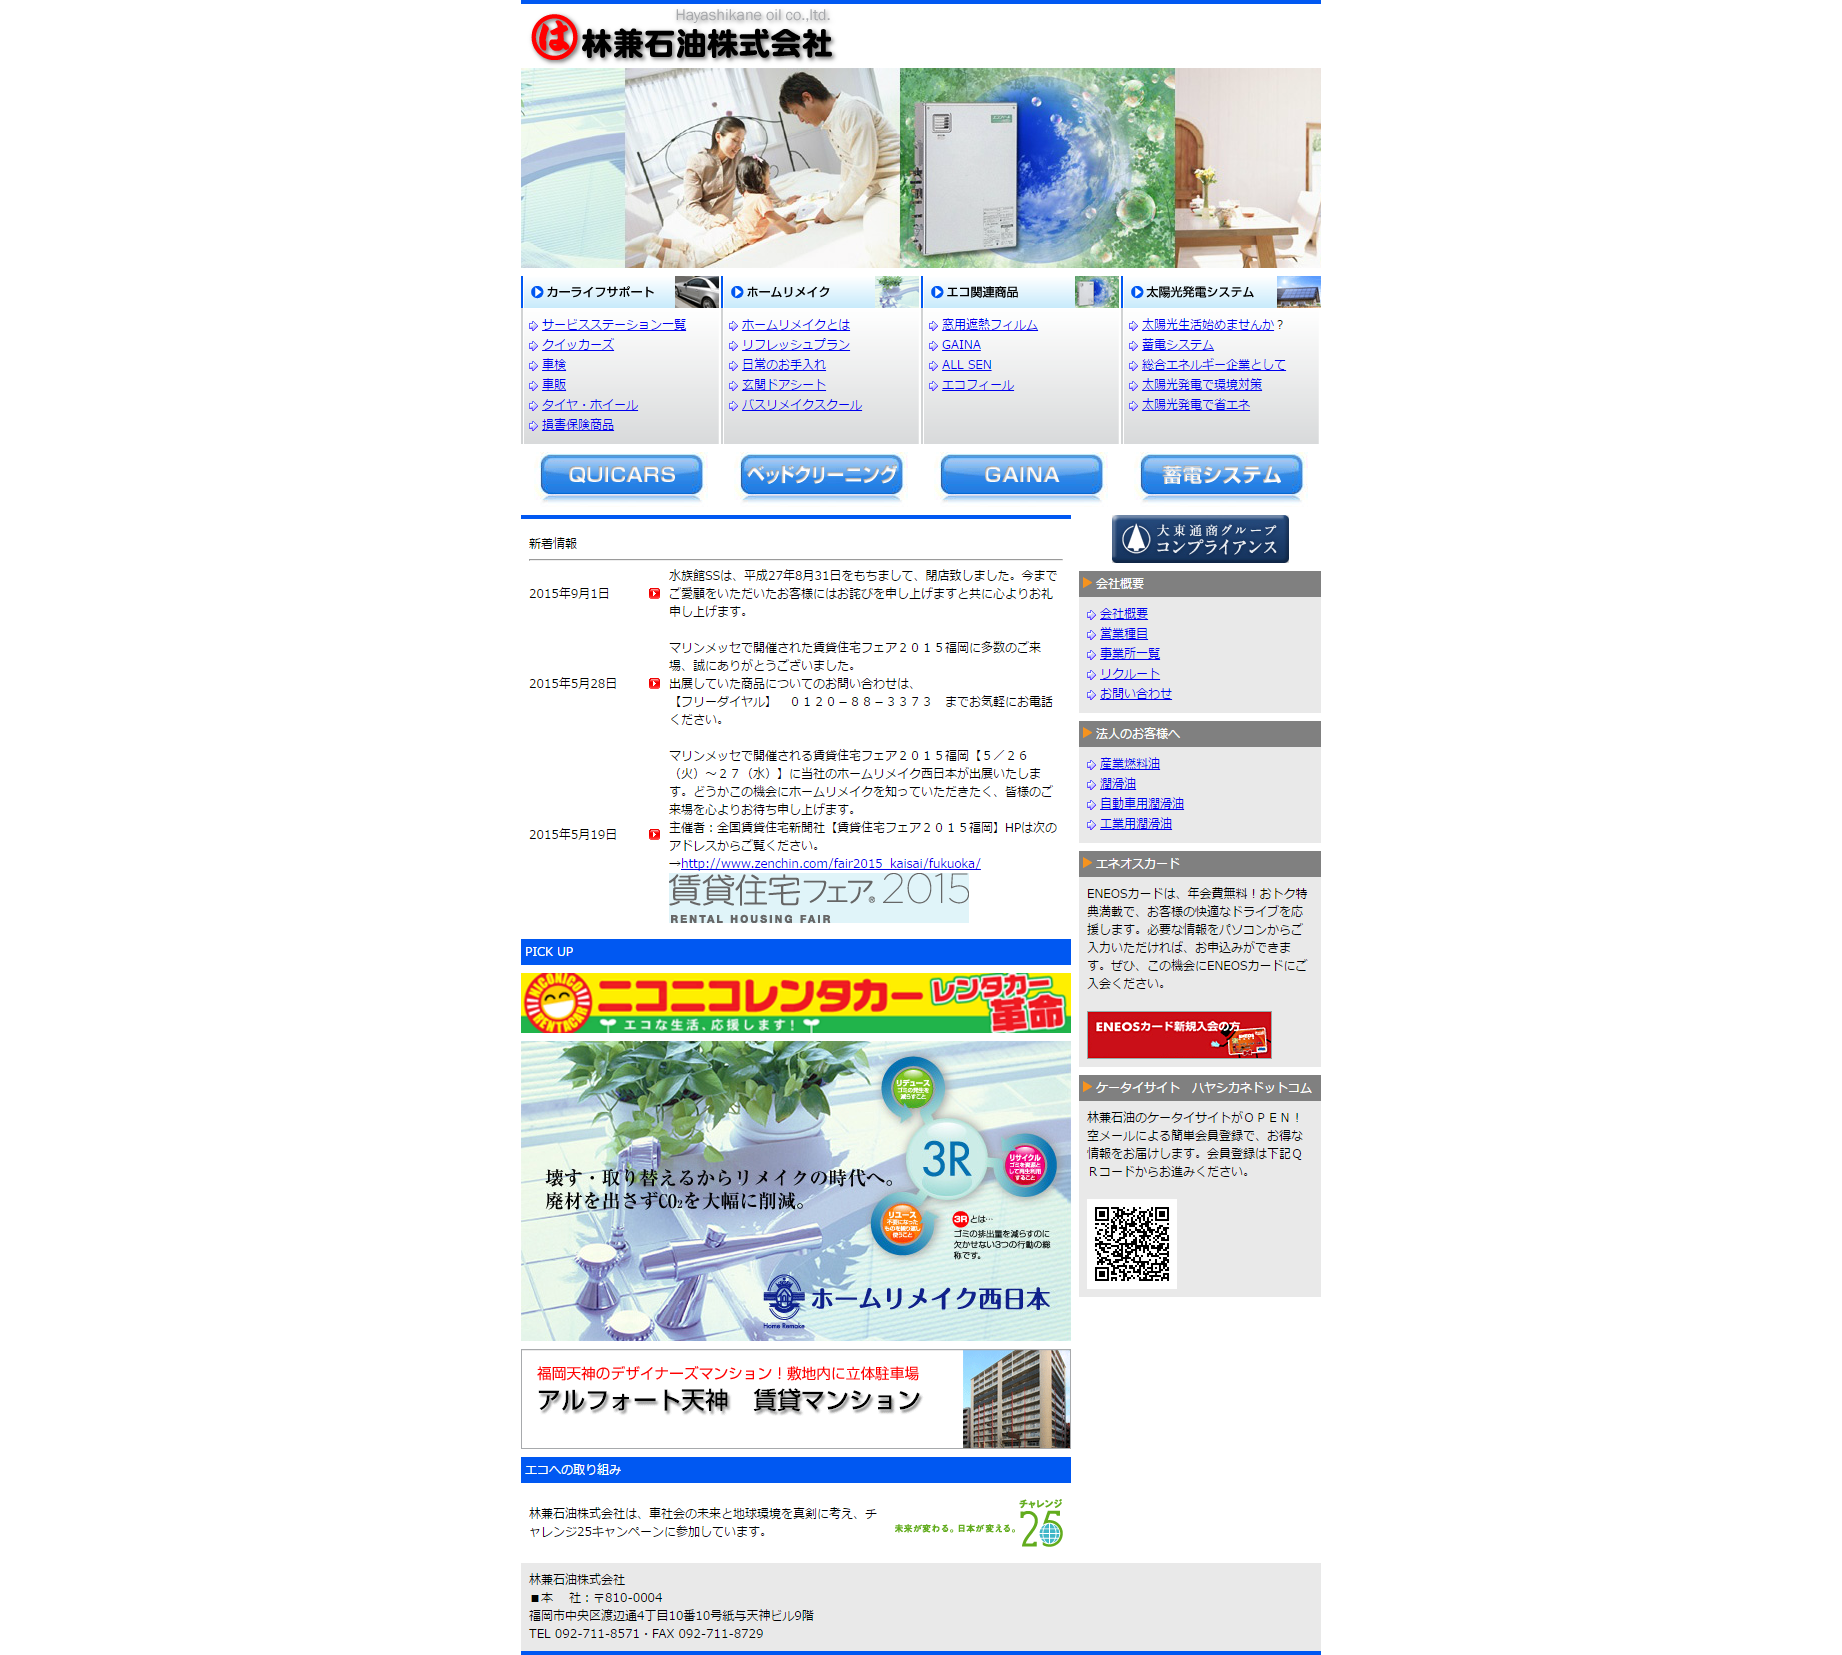 Hayashikane oil co.,ltd.
は 林兼石油株式会社
カーライフサポート
サービスステーション一覧
クイッカーズ
車検
車販
タイヤ・ホイール
損害保険商品
ホームリメイク
ホームリメイクとは
リフレッシュプラン
日常のお手入れ
玄関ドアシート
バスリメイクスクール
エコ関連商品
窓用遮熱フィルム
GAINA
ALL SEN
エコフィール
太陽光発電システム
太陽光生活始めませんか？
蓄電システム
総合エネルギー企業として
太陽光発電で環境対策
太陽光発電で省エネ
QUICARS
ベッドクリーニング
GAINA
蓄電システム
新着情報
2015年9月1日
水族館SSは、平成27年8月31日をもちまして、閉店致しました。今まで
ご愛顧をいただいたお客様にはお詫びを申し上げますと共に心よりお礼
申し上げます。
2015年5月28日
マリンメッセで開催された賃貸住宅フェア２０１５福岡に多数のご来
場、誠にありがとうございました。
出展していた商品についてのお問い合わせは、
【フリーダイヤル】　０１２０－８８－３３７３　までお気軽にお電話
ください。
2015年5月19日
マリンメッセで開催される賃貸住宅フェア２０１５福岡【５／２６
（火）～２７（水）】に当社のホームリメイク西日本が出展いたしま
す。どうかこの機会にホームリメイクを知っていただきたく、皆様のご
来場を心よりお待ち申し上げます。
主催者：全国賃貸住宅新聞社【賃貸住宅フェア２０１５福岡】HPは次の
アドレスからご覧ください。
→http://www.zenchin.com/fair2015_kaisai/fukuoka/
賃貸住宅フェア® 2015
RENTAL HOUSING FAIR
PICK UP
NICONICO RENTACAR
ニコニコレンタカー
レンタカー
革命
エコな生活、応援します！
リデュース
ゴミの発生を
減らすこと
3R
リサイクル
ゴミを資源と
して再生利用
すること
リユース
不要になった
ものを繰り返し
使うこと
壊す・取り替えるからリメイクの時代へ。
廃材を出さずCO2を大幅に削減。
3Rとは…
ゴミの排出量を減らすのに
欠かせない3つの行動の総
称です。
Home Remake
ホームリメイク西日本
福岡天神のデザイナーズマンション！敷地内に立体駐車場
アルフォート天神　賃貸マンション
エコへの取り組み
林兼石油株式会社は、車社会の未来と地球環境を真剣に考え、チ
ャレンジ25キャンペーンに参加しています。
未来が変わる。日本が変える。
チャレンジ
25
大東通商グループ
コンプライアンス
会社概要
会社概要
営業種目
事業所一覧
リクルート
お問い合わせ
法人のお客様へ
産業燃料油
潤滑油
自動車用潤滑油
工業用潤滑油
エネオスカード
ENEOSカードは、年会費無料！おトク特
典満載で、お客様の快適なドライブを応
援します。必要な情報をパソコンからご
入力いただければ、お申込みができま
す。ぜひ、この機会にENEOSカードにご
入会ください。
ENEOSカード新規入会の方
ケータイサイト　ハヤシカネドットコム
林兼石油のケータイサイトがＯＰＥＮ！
空メールによる簡単会員登録で、お得な
情報をお届けします。会員登録は下記Ｑ
Ｒコードからお進みください。
林兼石油株式会社
■本　社：〒810-0004
福岡市中央区渡辺通4丁目10番10号紙与天神ビル9階
TEL 092-711-8571・FAX 092-711-8729